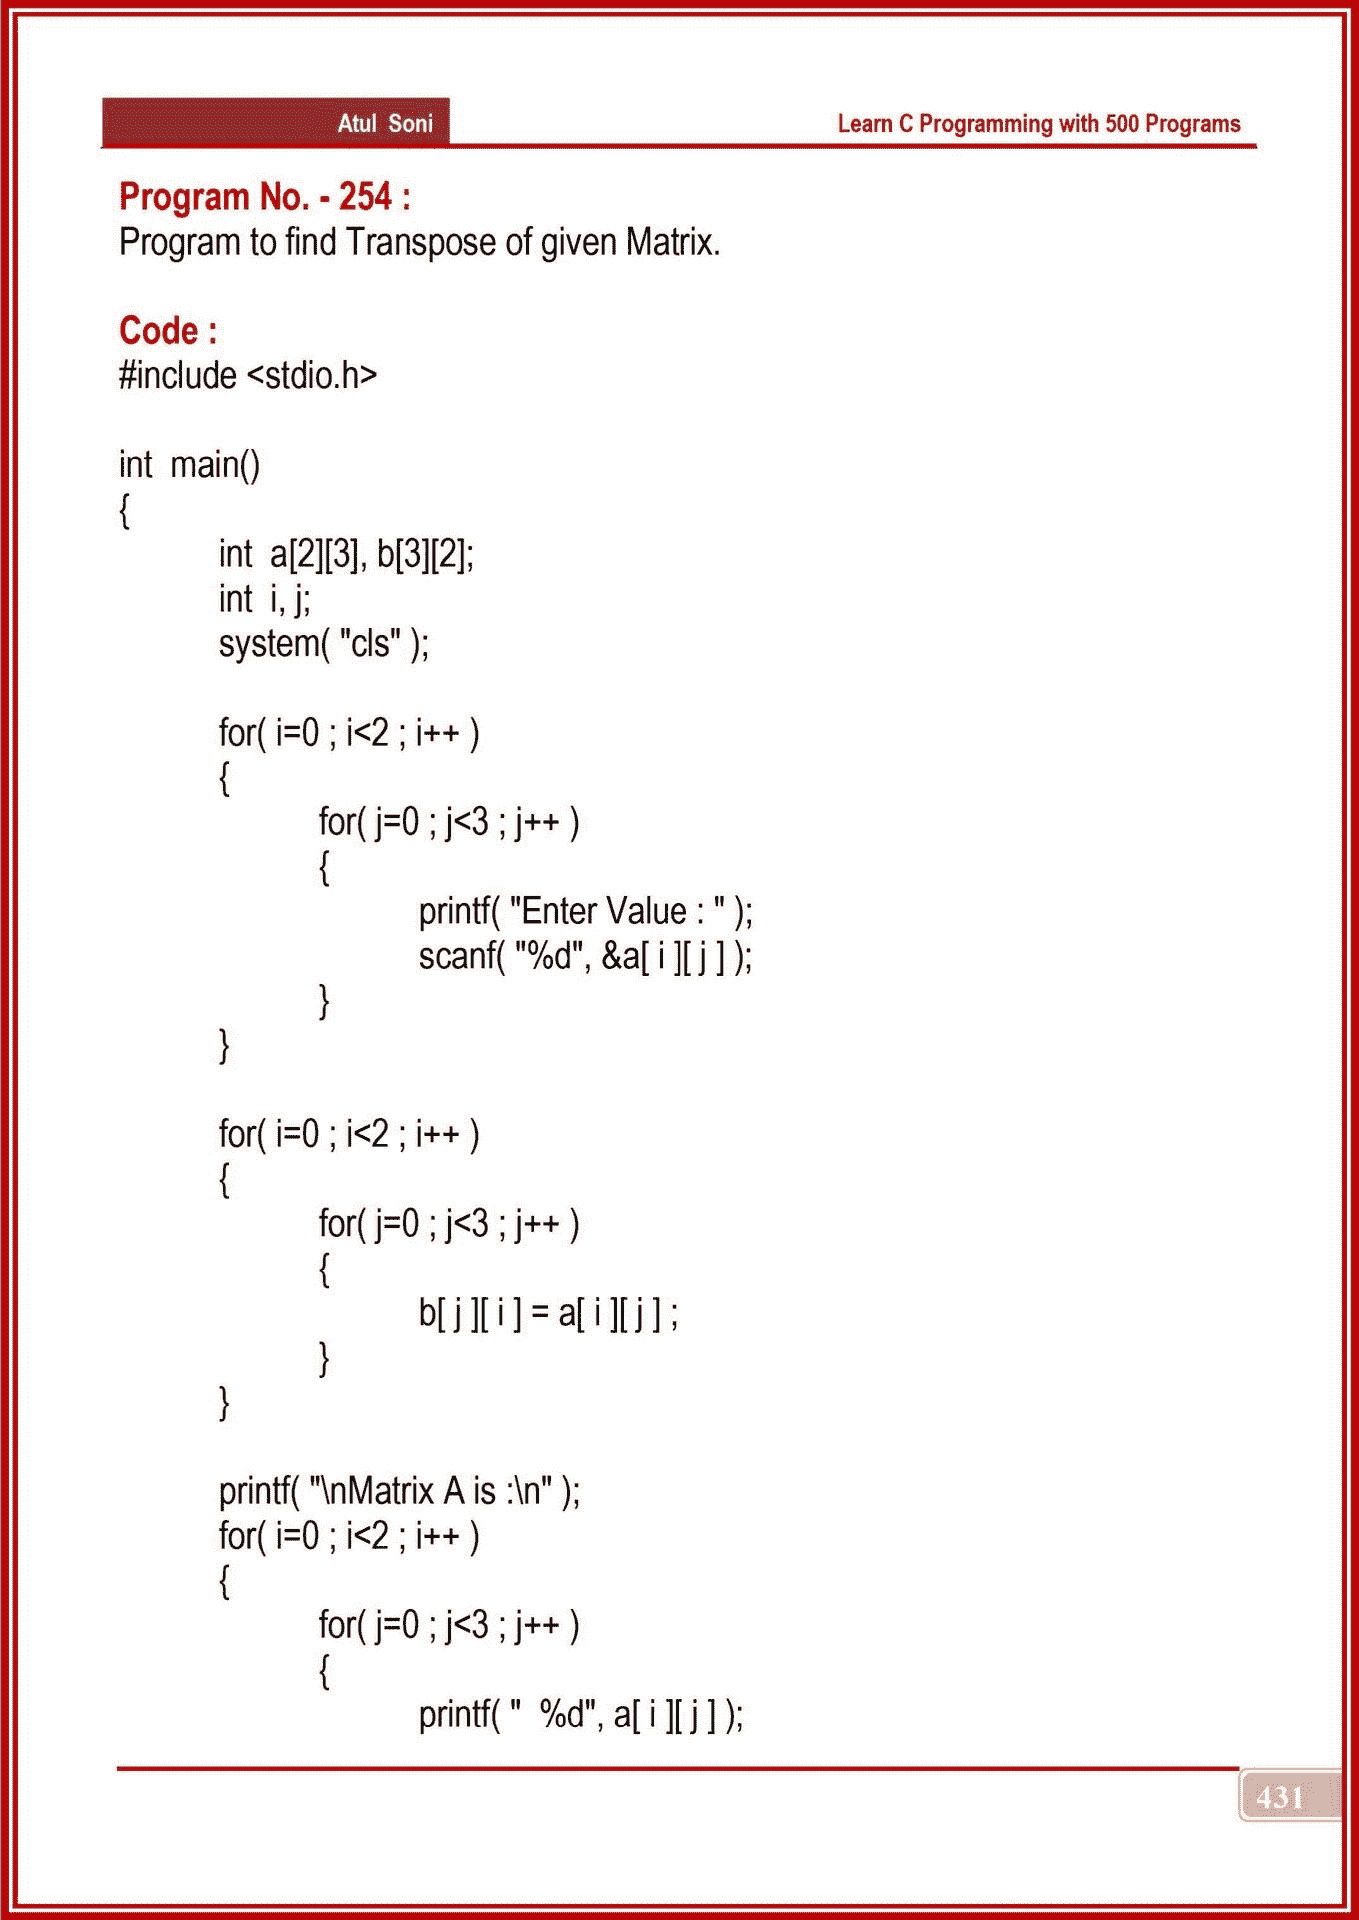 Atul  Soni
Learn C Programming with 500 Programs
Program No. - 254 :
Program to find Transpose of given Matrix.
Code :
#include <stdio.h>
int  main()
{
int  a[2][3], b[3][2];
int  i, j;
system( "cls" );
for( i=0 ; i<2 ; i++ )
{
for( j=0 ; j<3 ; j++ )
{
printf( "Enter Value : " );
scanf( "%d", &a[ i ][ j ] );
}
}
for( i=0 ; i<2 ; i++ )
{
for( j=0 ; j<3 ; j++ )
{
b[ j ][ i ] = a[ i ][ j ] ;
}
}
printf( "\nMatrix A is :\n" );
for( i=0 ; i<2 ; i++ )
{
for( j=0 ; j<3 ; j++ )
{
printf( "  %d", a[ i ][ j ] );
431